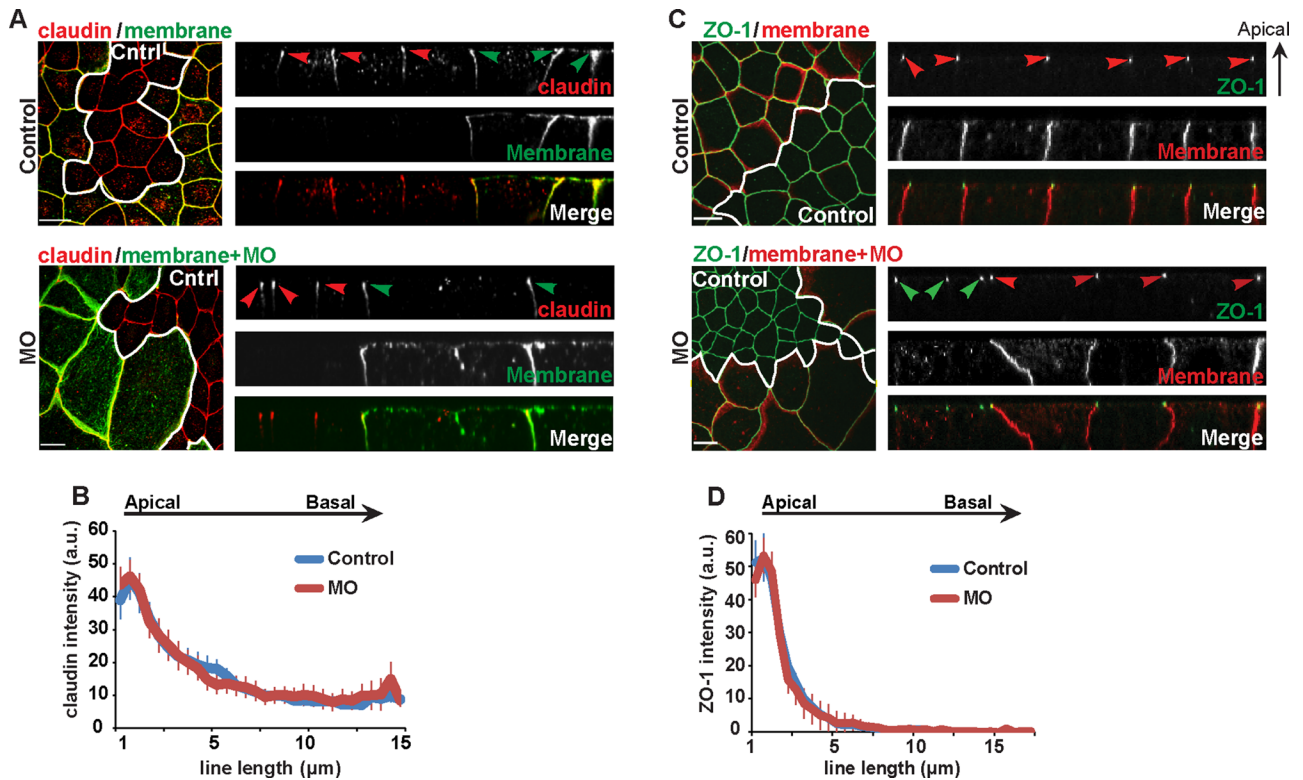 A
claudin/membrane
Control
Cntrl
claudin
Membrane
Merge
claudin/membrane+MO
MO
Cntrl
claudin
Membrane
Merge
B
Apical
Basal
claudin intensity (a.u.)
60
50
40
30
20
10
0
Control
MO
1
5
10
15
line length (µm)
C
ZO-1/membrane
Control
Control
Apical
ZO-1
Membrane
Merge
ZO-1/membrane+MO
MO
Control
ZO-1
Membrane
Merge
D
Apical
Basal
ZO-1 intensity (a.u.)
60
50
40
30
20
10
0
Control
MO
1
5
10
15
line length (µm)